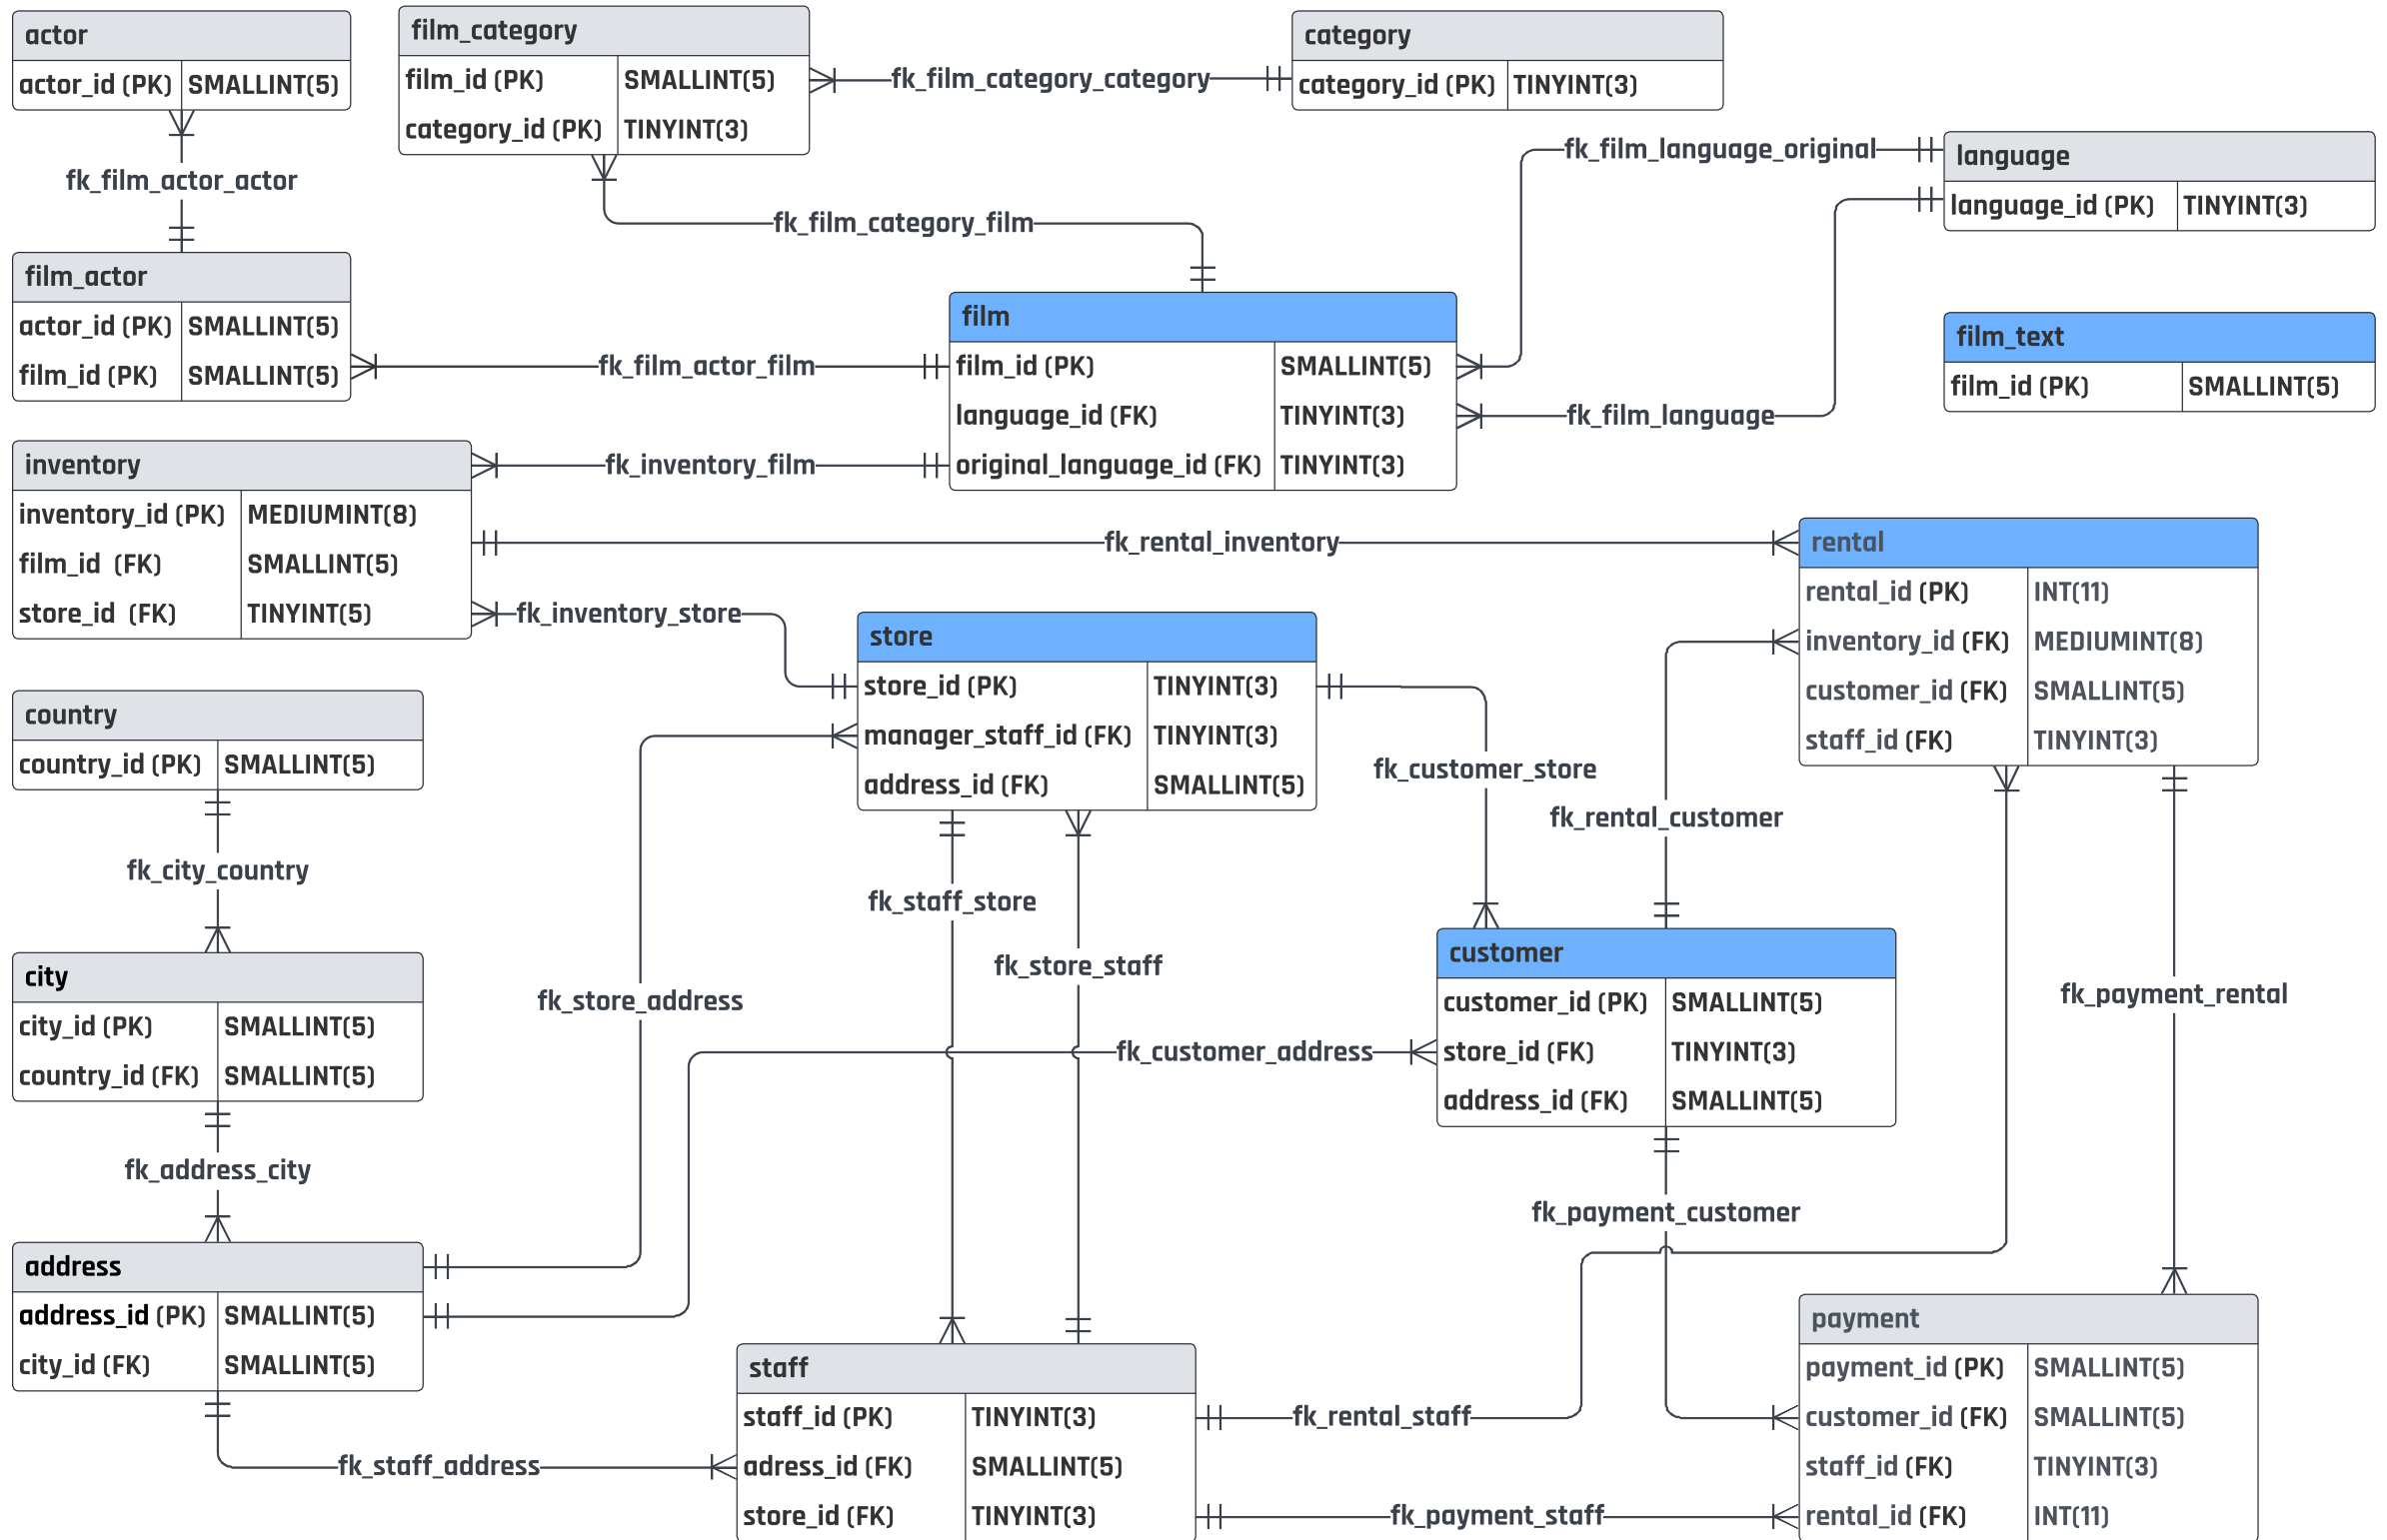 actor
actor_id (PK) SMALLINT(5)
fk_film_actor_actor
film_actor
actor_id (PK) SMALLINT(5)
film_id (PK) SMALLINT(5)
film_category
film_id (PK) SMALLINT(5)
category_id (PK) TINYINT(3)
fk_film_category_category
category
category_id (PK) TINYINT(3)
fk_film_category_film
fk_film_language_original
language
language_id (PK) TINYINT(3)
fk_film_actor_film
film
film_id (PK) SMALLINT(5)
language_id (FK) TINYINT(3)
original_language_id (FK) TINYINT(3)
fk_film_language
film_text
film_id (PK) SMALLINT(5)
inventory
inventory_id (PK) MEDIUMINT(8)
film_id (FK) SMALLINT(5)
store_id (FK) TINYINT(5)
fk_inventory_film
fk_rental_inventory
fk_inventory_store
rental
rental_id (PK) INT(11)
inventory_id (FK) MEDIUMINT(8)
customer_id (FK) SMALLINT(5)
staff_id (FK) TINYINT(3)
store
store_id (PK) TINYINT(3)
manager_staff_id (FK) TINYINT(3)
address_id (FK) SMALLINT(5)
country
country_id (PK) SMALLINT(5)
fk_city_country
fk_customer_store
fk_rental_customer
fk_staff_store
fk_store_staff
fk_store_address
city
city_id (PK) SMALLINT(5)
country_id (FK) SMALLINT(5)
fk_customer_address
customer
customer_id (PK) SMALLINT(5)
store_id (FK) TINYINT(3)
address_id (FK) SMALLINT(5)
fk_payment_rental
fk_address_city
fk_payment_customer
address
address_id (PK) SMALLINT(5)
city_id (FK) SMALLINT(5)
fk_staff_address
staff
staff_id (PK) TINYINT(3)
adress_id (FK) SMALLINT(5)
store_id (FK) TINYINT(3)
fk_rental_staff
fk_payment_staff
payment
payment_id (PK) SMALLINT(5)
customer_id (FK) SMALLINT(5)
staff_id (FK) TINYINT(3)
rental_id (FK) INT(11)